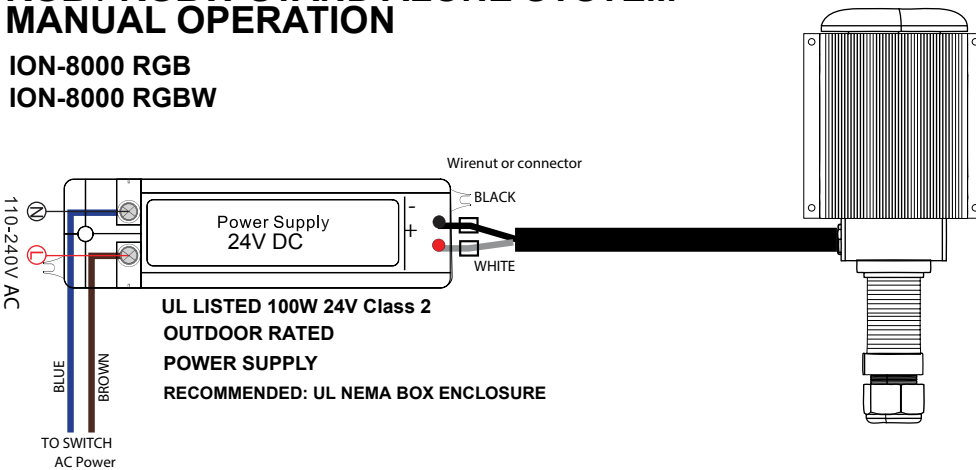 MANUAL OPERATION
ION-8000 RGB
ION-8000 RGBW
Wirenut or connector
BLACK
-
+
WHITE
Power Supply
24V DC
N
L
110-240V AC
UL LISTED 100W 24V Class 2
OUTDOOR RATED
POWER SUPPLY
RECOMMENDED: UL NEMA BOX ENCLOSURE
BLUE
BROWN
TO SWITCH
AC Power